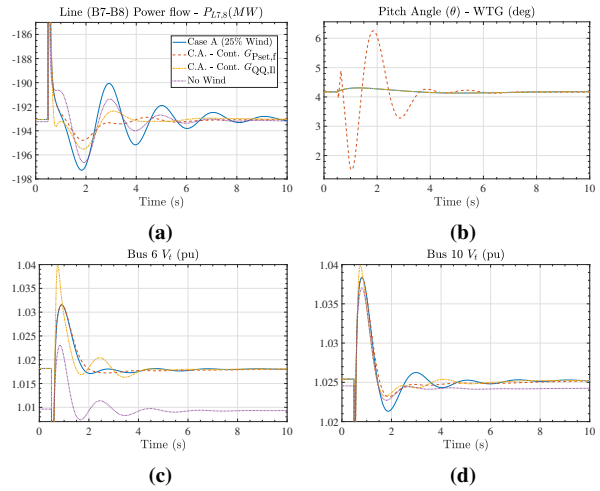 Line (B7-B8) Power flow - P_{L7,8}(MW)
-186
-188
-190
-192
-194
-196
-198
0 2 4 6 8 10
Time (s)
Case A (25% Wind)
C.A. - Cont. G_{Pset,f}
C.A. - Cont. G_{QQ,Il}
No Wind
(a)
Pitch Angle (θ) - WTG (deg)
6
5
4
3
2
0 2 4 6 8 10
Time (s)
(b)
Bus 6 V_t (pu)
1.04
1.03
1.02
1.01
0 2 4 6 8 10
Time (s)
(c)
Bus 10 V_t (pu)
1.04
1.035
1.03
1.025
1.02
0 2 4 6 8 10
Time (s)
(d)